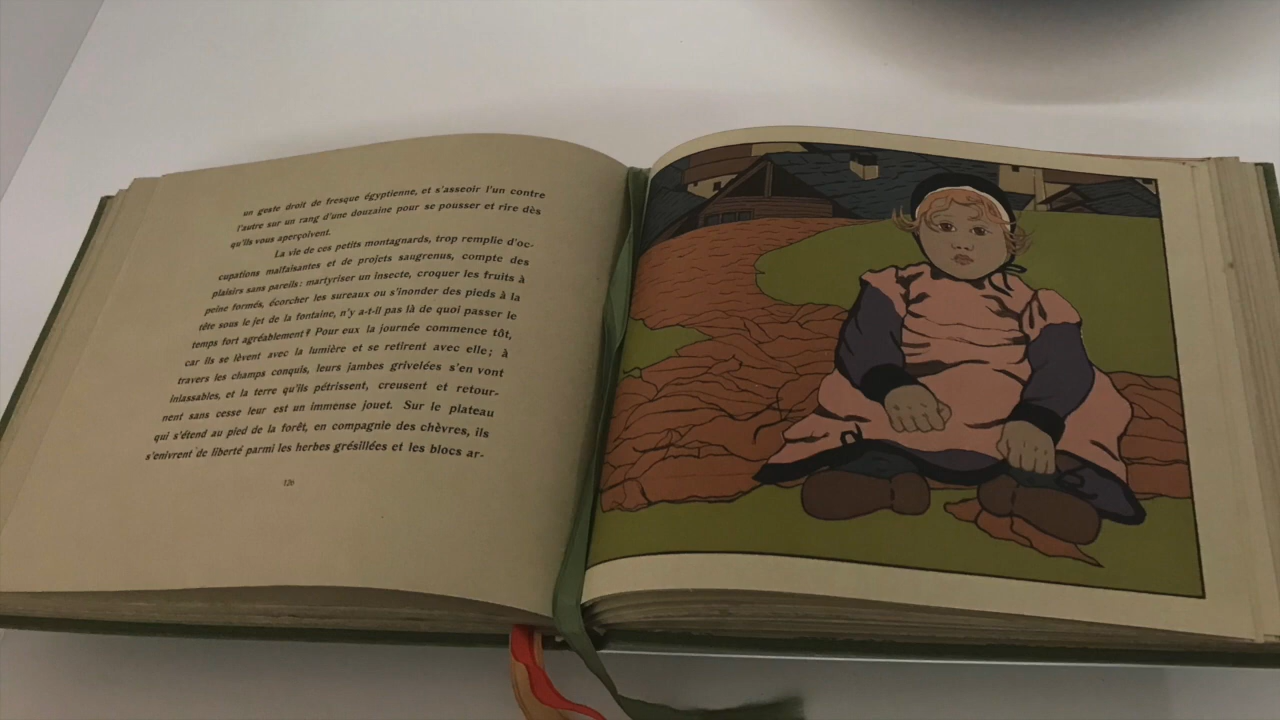 un geste droit de fresque égyptienne, et s'asseoir l'un contre
l'autre sur un rang d'une douzaine pour se pousser et rire dès
qu'ils vous aperçoivent.
La vie de ces petits montagnards, trop remplie d'oc-
cupations malfaisantes et de projets saugrenus, compte des
plaisirs sans pareils : martyriser un insecte, croquer les fruits à
peine formés, écorcher les sureaux ou s'inonder des pieds à la
tête sous le jet de la fontaine, n'y a-t-il pas là de quoi passer le
temps fort agréablement ? Pour eux la journée commence tôt,
car ils se lèvent avec la lumière et se retirent avec elle ; à
travers les champs conquis, leurs jambes grivelées s'en vont
inlassables, et la terre qu'ils pétrissent, creusent et retour-
nent sans cesse leur est un immense jouet. Sur le plateau
qui s'étend au pied de la forêt, en compagnie des chèvres, ils
s'enivrent de liberté parmi les herbes grésillées et les blocs ar-
126